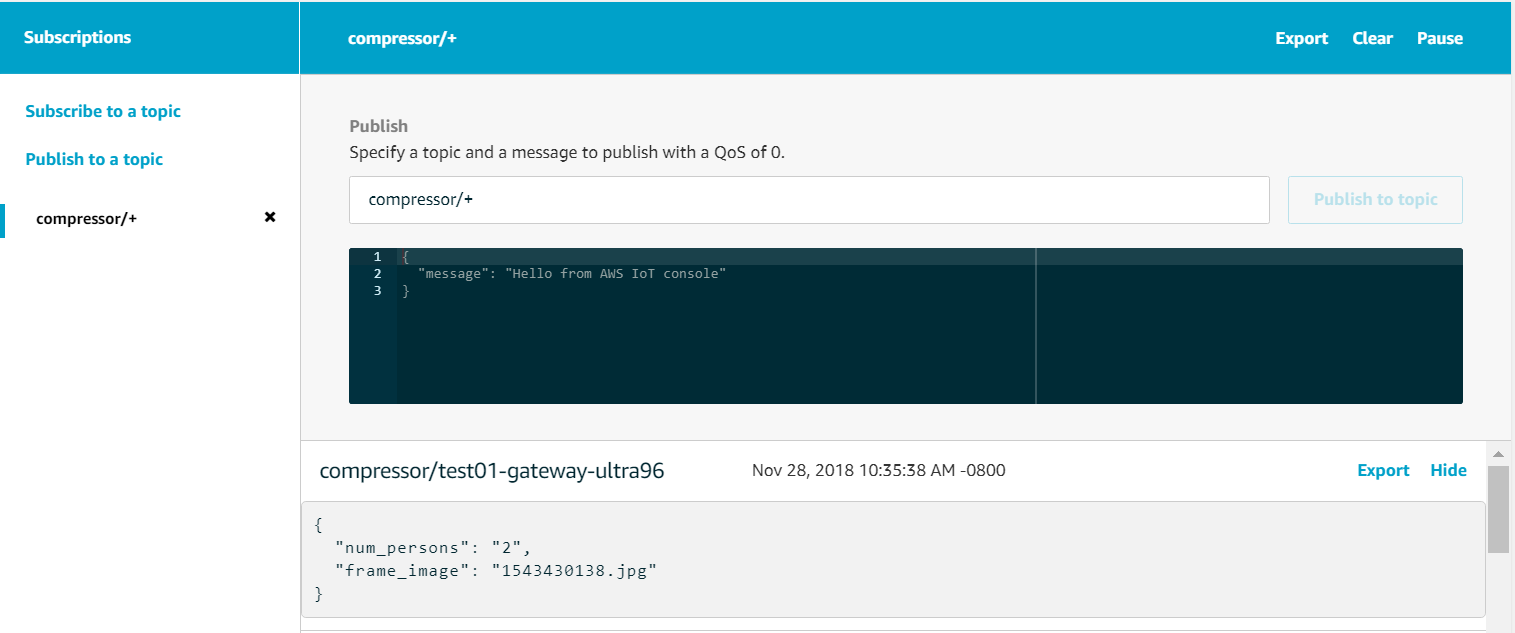 Subscriptions
compressor/+
Export Clear Pause
Subscribe to a topic
Publish to a topic
compressor/+ ×
Publish
Specify a topic and a message to publish with a QoS of 0.
compressor/+
Publish to topic
1 {
2 "message": "Hello from AWS IoT console"
3 }
compressor/test01-gateway-ultra96 Nov 28, 2018 10:35:38 AM -0800 Export Hide
{
"num_persons": "2",
"frame_image": "1543430138.jpg"
}